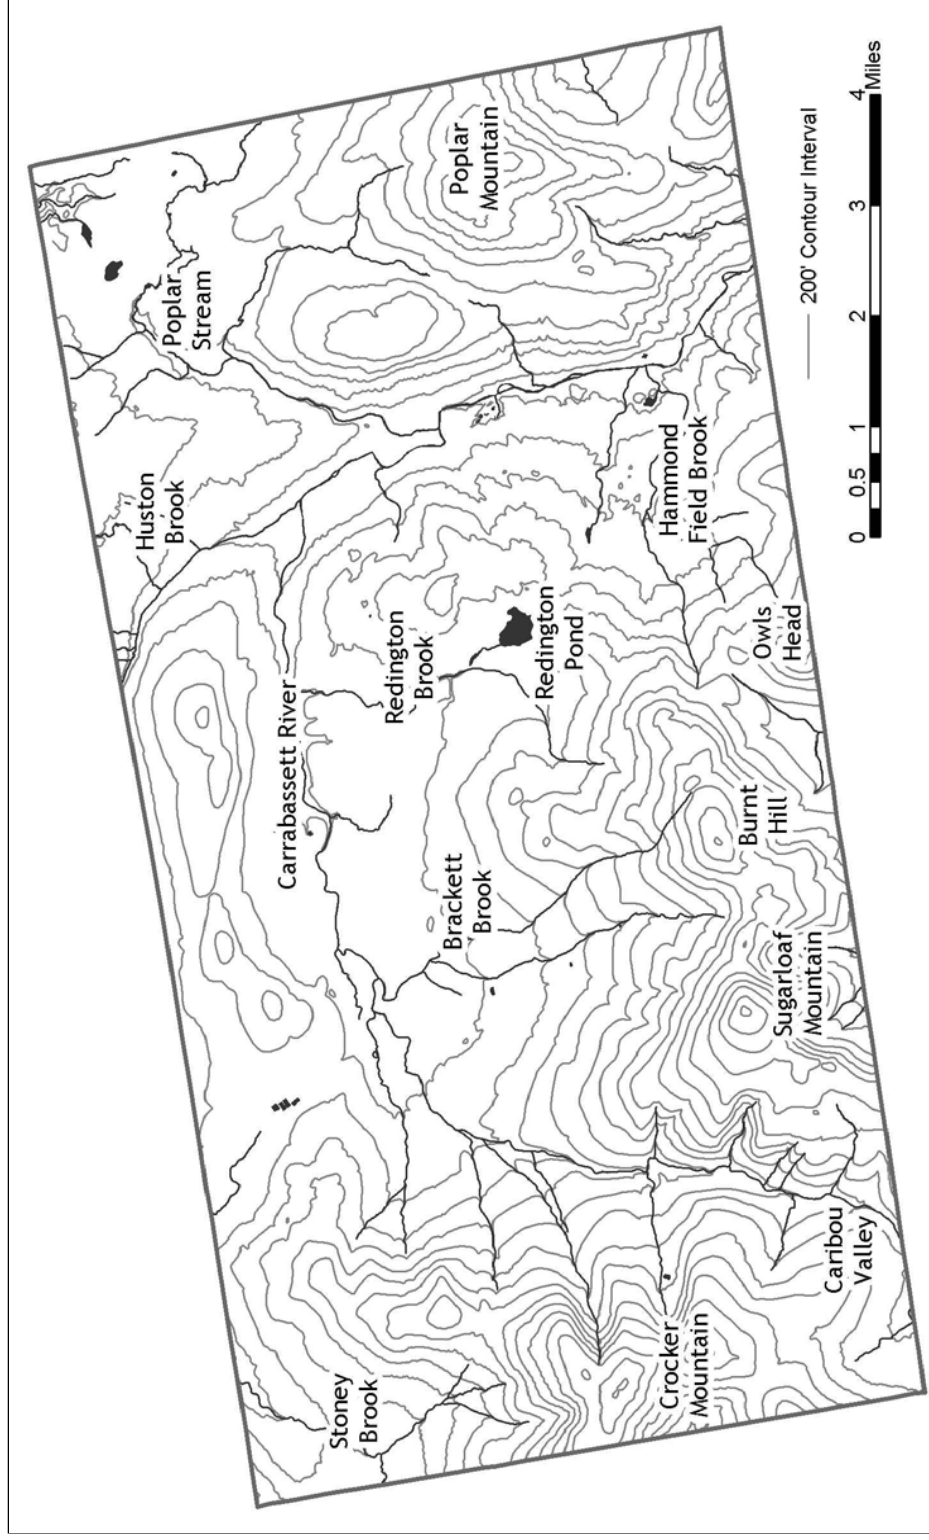 Huston
Brook
Poplar
Stream
Carrabassett River
Stoney
Brook
Redington
Brook
Brackett
Brook
Poplar
Mountain
Redington
Pond
Crocker
Mountain
Hammond
Field Brook
Burnt
Hill
Owls
Head
Sugarloaf
Mountain
Caribou
Valley
200' Contour Interval
0 0.5 1 2 3 4
Miles